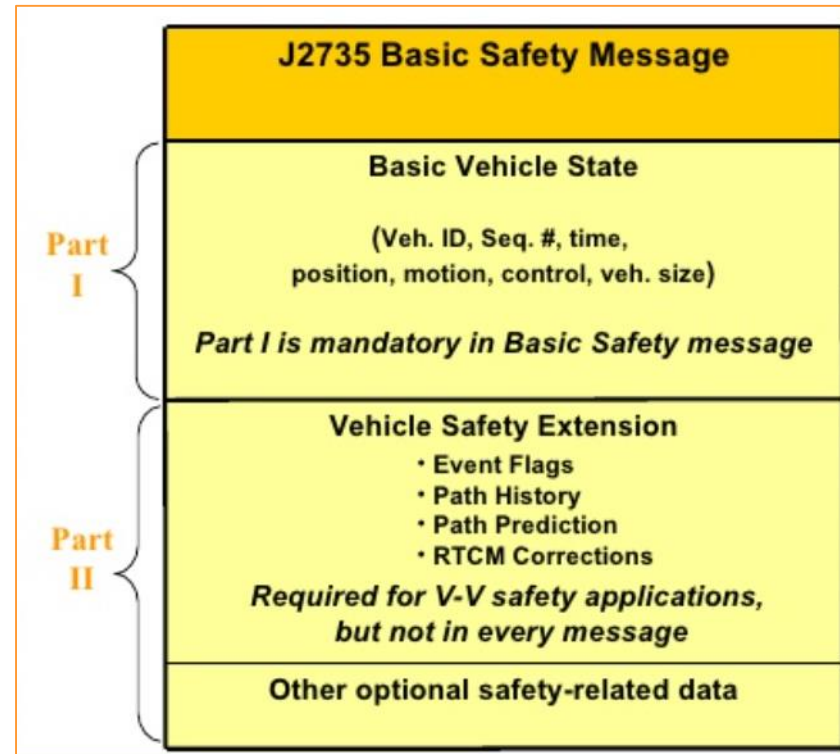 J2735 Basic Safety Message
Part
I
Basic Vehicle State
(Veh. ID, Seq. #, time,
position, motion, control, veh. size)
Part I is mandatory in Basic Safety message
Part
II
Vehicle Safety Extension
· Event Flags
· Path History
· Path Prediction
· RTCM Corrections
Required for V-V safety applications,
but not in every message
Other optional safety-related data